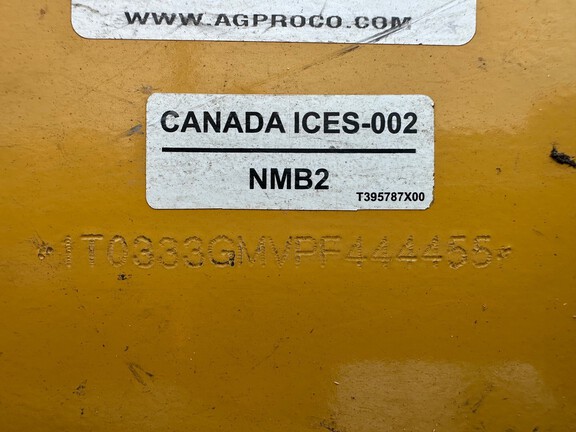 WWW.AGPROCO.COM
CANADA ICES-002
NMB2
T395787X00
*1T0333GMVPF444455*